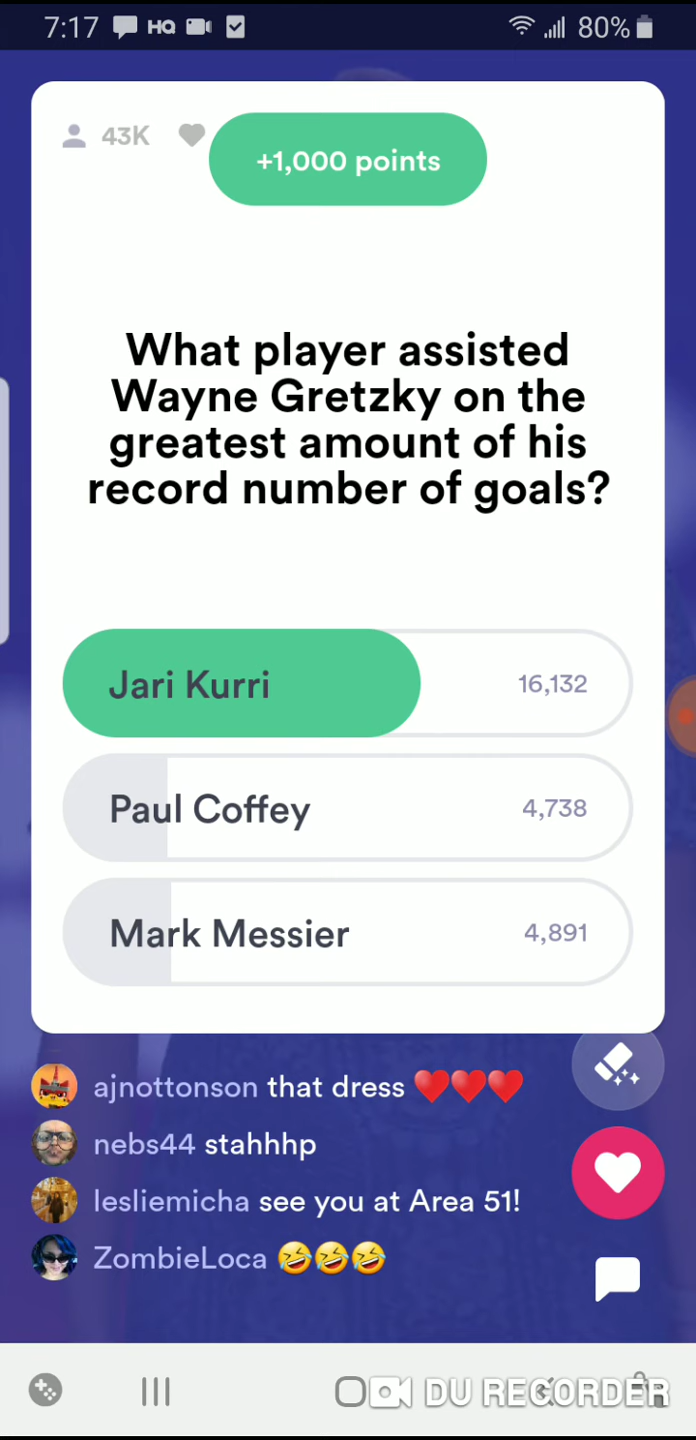 7:17 HQ 80%
43K
+1,000 points
What player assisted
Wayne Gretzky on the
greatest amount of his
record number of goals?
Jari Kurri 16,132
Paul Coffey 4,738
Mark Messier 4,891
ajnottonson that dress ❤️❤️❤️
nebs44 stahhhp
lesliemicha see you at Area 51!
ZombieLoca 🤣🤣🤣
DU RECORDER